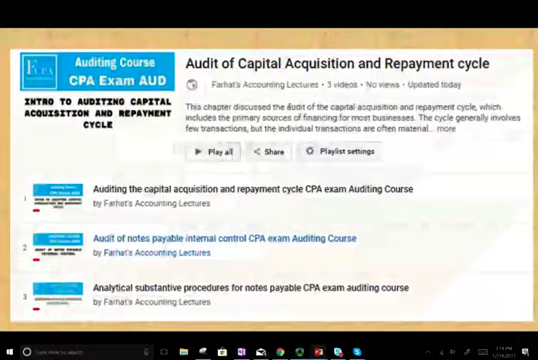 Auditing Course
CPA Exam AUD
INTRO TO AUDITING CAPITAL
ACQUISITION AND REPAYMENT
CYCLE
Audit of Capital Acquisition and Repayment cycle
Farhat's Accounting Lectures • 3 videos • No views • Updated today
This chapter discussed the audit of the capital acquisition and repayment cycle, which
includes the primary sources of financing for most businesses. The cycle generally involves
few transactions, but the individual transactions are often material... more
Play all
Share
Playlist settings
1
Auditing the capital acquisition and repayment cycle CPA exam Auditing Course
by Farhat's Accounting Lectures
2
Audit of notes payable internal control CPA exam Auditing Course
by Farhat's Accounting Lectures
3
Analytical substantive procedures for notes payable CPA exam auditing course
by Farhat's Accounting Lectures
Type here to search